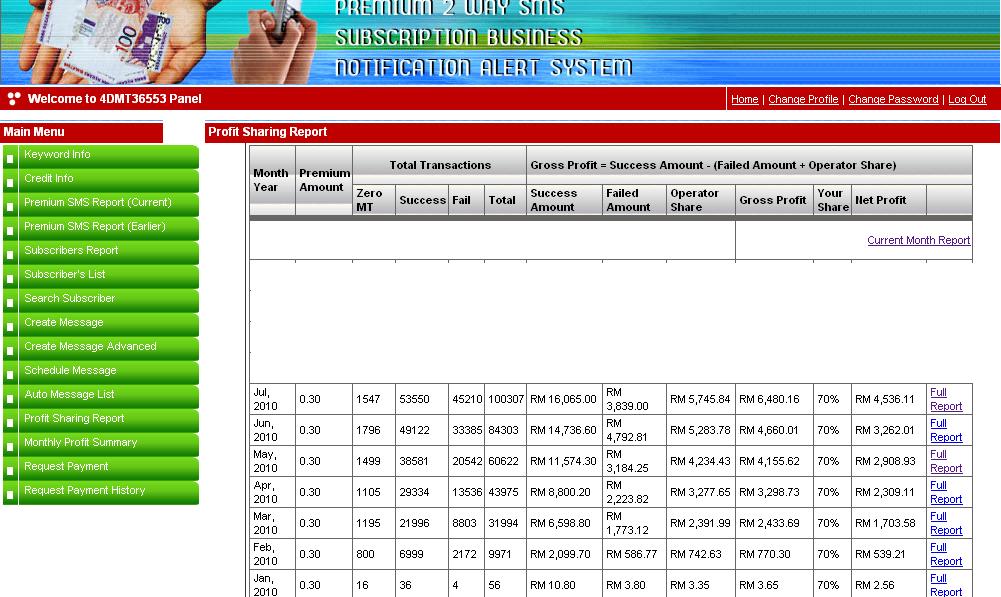 PREMIUM 2 WAY SMS
SUBSCRIPTION BUSINESS
NOTIFICATION ALERT SYSTEM
100
Welcome to 4DMT36553 Panel
Home | Change Profile | Change Password | Log Out
Main Menu
Keyword Info
Credit Info
Premium SMS Report (Current)
Premium SMS Report (Earlier)
Subscribers Report
Subscriber's List
Search Subscriber
Create Message
Create Message Advanced
Schedule Message
Auto Message List
Profit Sharing Report
Monthly Profit Summary
Request Payment
Request Payment History
Profit Sharing Report
Month Year Premium Amount Total Transactions Gross Profit = Success Amount - (Failed Amount + Operator Share)
Zero MT Success Fail Total Success Amount Failed Amount Operator Share Gross Profit Your Share Net Profit
Current Month Report
Jul, 2010 0.30 1547 53550 45210 100307 RM 16,065.00 RM 3,839.00 RM 5,745.84 RM 6,480.16 70% RM 4,536.11 Full Report
Jun, 2010 0.30 1796 49122 33385 84303 RM 14,736.60 RM 4,792.81 RM 5,283.78 RM 4,660.01 70% RM 3,262.01 Full Report
May, 2010 0.30 1499 38581 20542 60622 RM 11,574.30 RM 3,184.25 RM 4,234.43 RM 4,155.62 70% RM 2,908.93 Full Report
Apr, 2010 0.30 1105 29334 13536 43975 RM 8,800.20 RM 2,223.82 RM 3,277.65 RM 3,298.73 70% RM 2,309.11 Full Report
Mar, 2010 0.30 1195 21996 8803 31994 RM 6,598.80 RM 1,773.12 RM 2,391.99 RM 2,433.69 70% RM 1,703.58 Full Report
Feb, 2010 0.30 800 6999 2172 9971 RM 2,099.70 RM 586.77 RM 742.63 RM 770.30 70% RM 539.21 Full Report
Jan, 2010 0.30 16 36 4 56 RM 10.80 RM 3.80 RM 3.35 RM 3.65 70% RM 2.56 Full Report